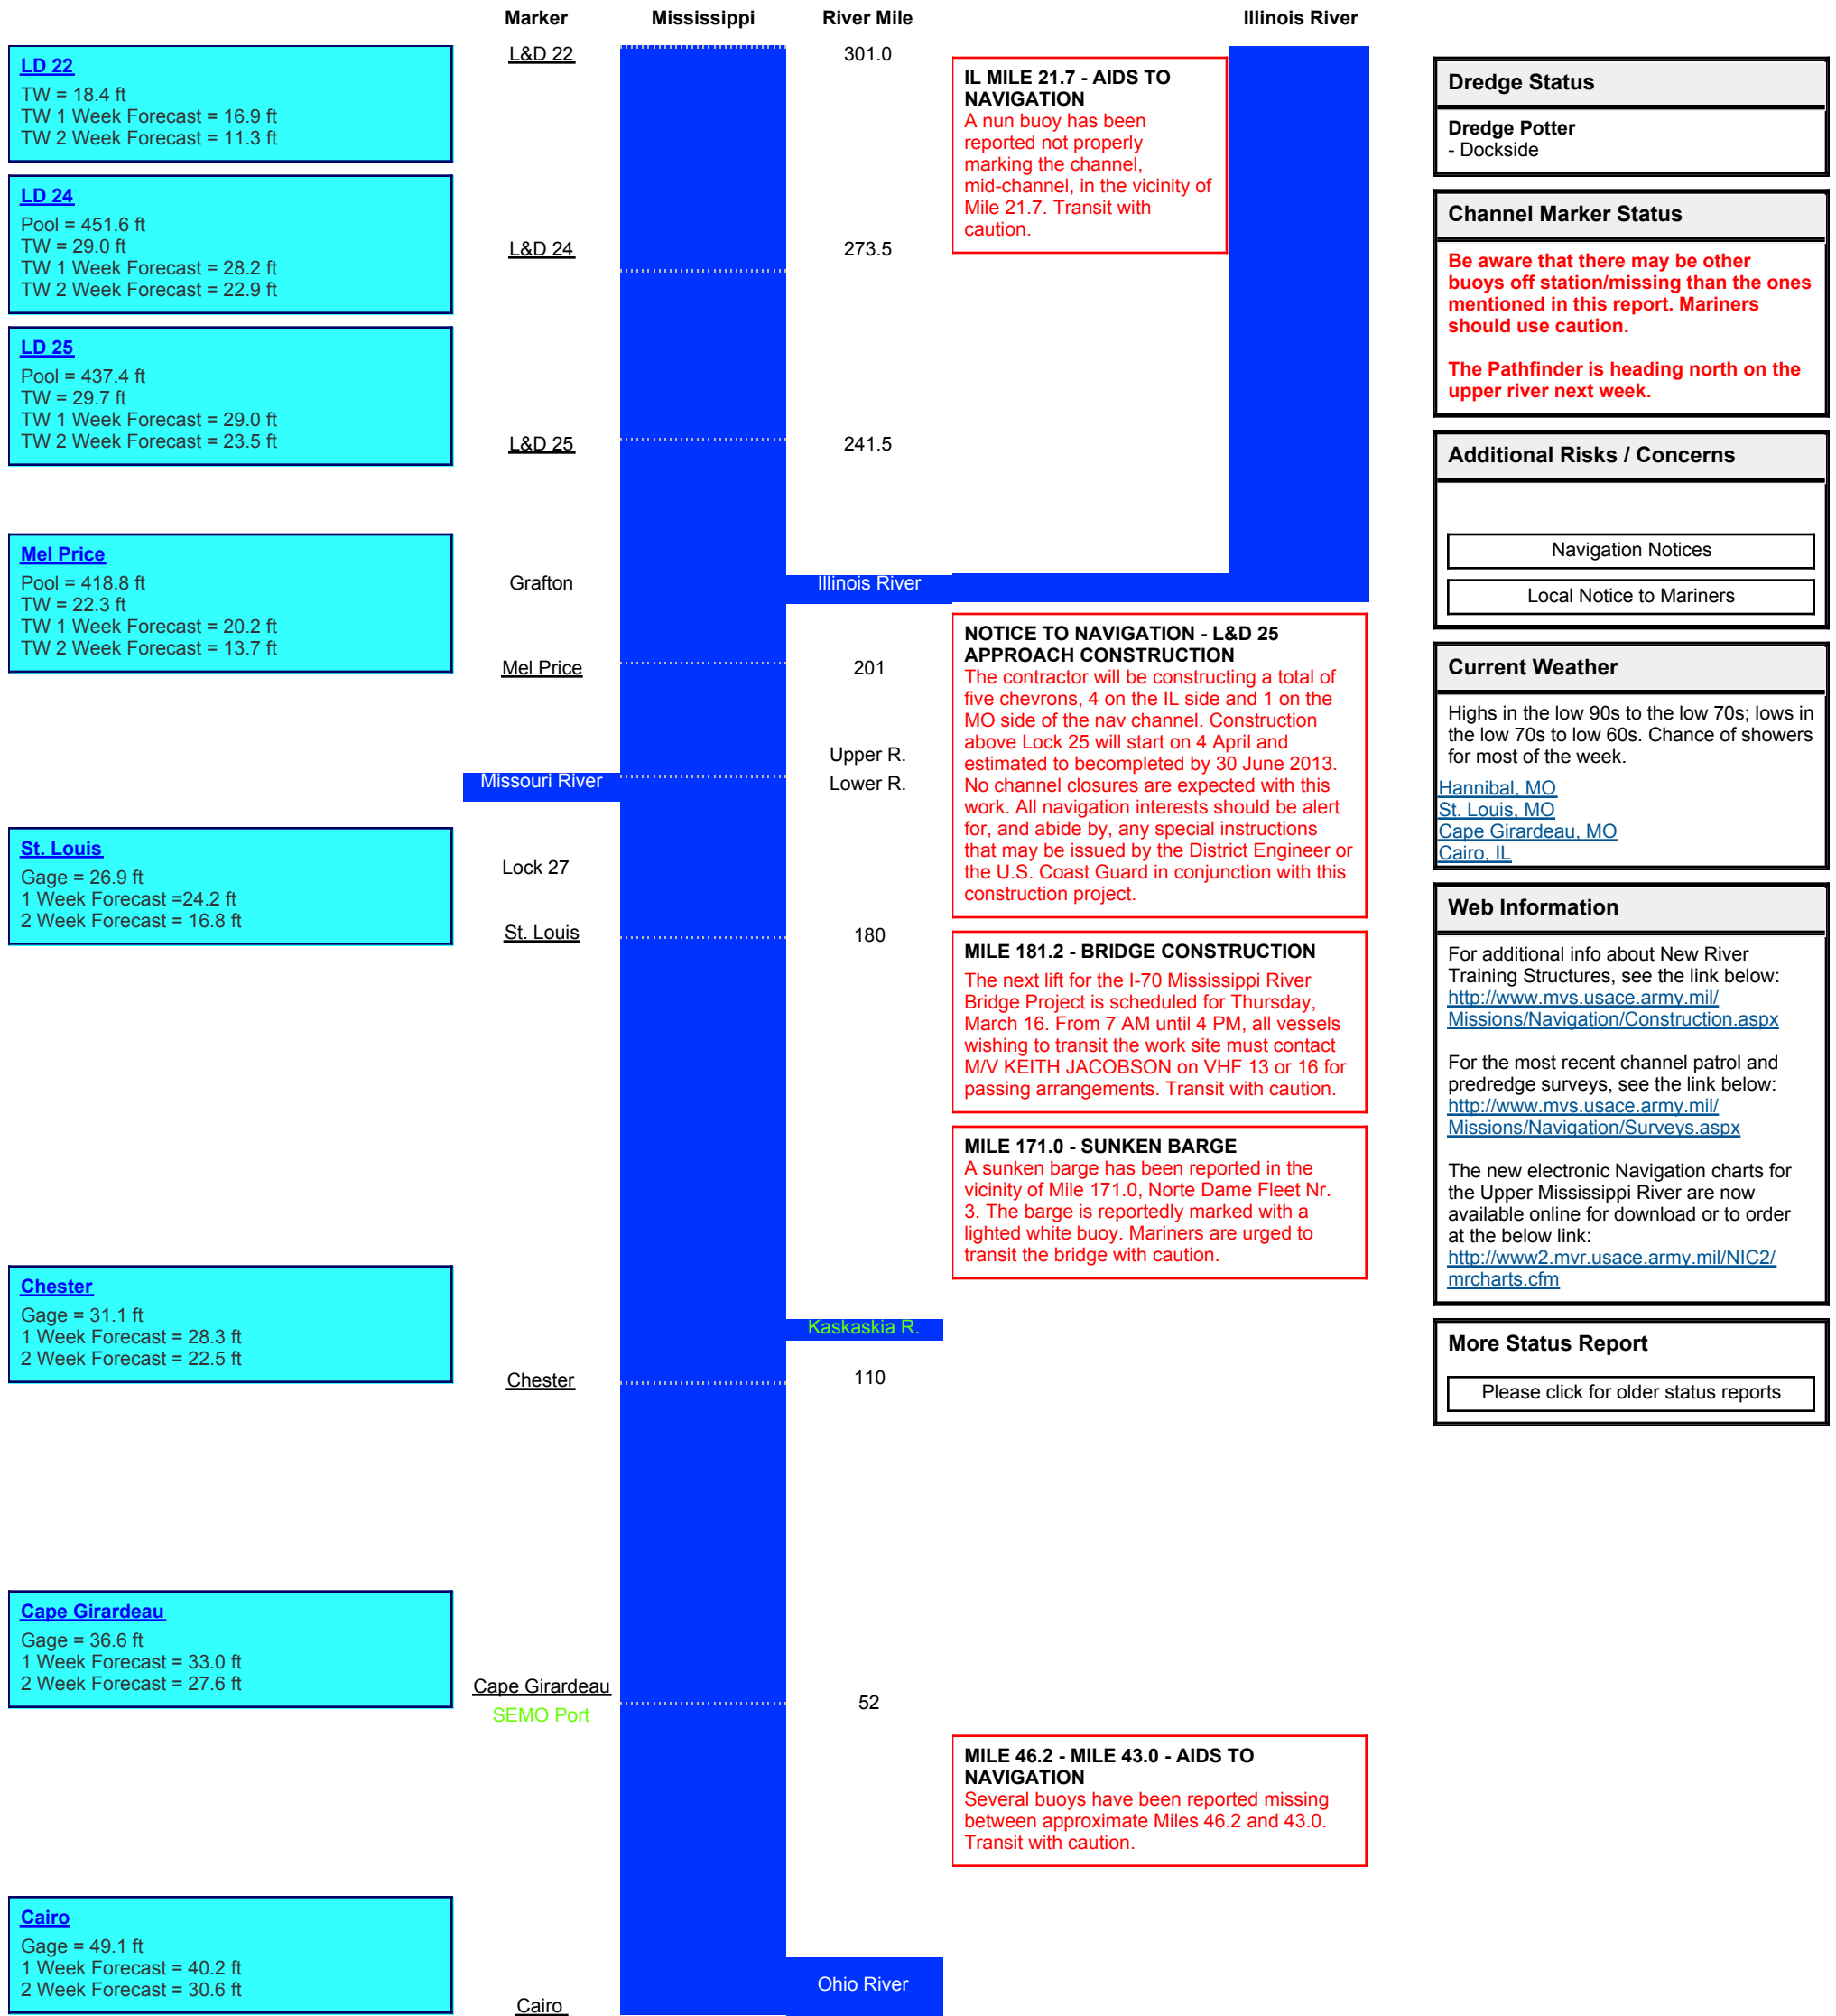 Marker
Mississippi
River Mile
Illinois River
LD 22
TW = 18.4 ft
TW 1 Week Forecast = 16.9 ft
TW 2 Week Forecast = 11.3 ft
LD 24
Pool = 451.6 ft
TW = 29.0 ft
TW 1 Week Forecast = 28.2 ft
TW 2 Week Forecast = 22.9 ft
LD 25
Pool = 437.4 ft
TW = 29.7 ft
TW 1 Week Forecast = 29.0 ft
TW 2 Week Forecast = 23.5 ft
Mel Price
Pool = 418.8 ft
TW = 22.3 ft
TW 1 Week Forecast = 20.2 ft
TW 2 Week Forecast = 13.7 ft
St. Louis
Gage = 26.9 ft
1 Week Forecast =24.2 ft
2 Week Forecast = 16.8 ft
Chester
Gage = 31.1 ft
1 Week Forecast = 28.3 ft
2 Week Forecast = 22.5 ft
Cape Girardeau
Gage = 36.6 ft
1 Week Forecast = 33.0 ft
2 Week Forecast = 27.6 ft
Cairo
Gage = 49.1 ft
1 Week Forecast = 40.2 ft
2 Week Forecast = 30.6 ft
L&D 22
L&D 24
L&D 25
Grafton
Mel Price
Missouri River
Lock 27
St. Louis
Chester
Cape Girardeau
SEMO Port
Cairo
301.0
273.5
241.5
Illinois River
201
Upper R.
Lower R.
180
Kaskaskia R.
110
52
Ohio River
IL MILE 21.7 - AIDS TO
NAVIGATION
A nun buoy has been
reported not properly
marking the channel,
mid-channel, in the vicinity of
Mile 21.7. Transit with
caution.
NOTICE TO NAVIGATION - L&D 25
APPROACH CONSTRUCTION
The contractor will be constructing a total of
five chevrons, 4 on the IL side and 1 on the
MO side of the nav channel. Construction
above Lock 25 will start on 4 April and
estimated to becompleted by 30 June 2013.
No channel closures are expected with this
work. All navigation interests should be alert
for, and abide by, any special instructions
that may be issued by the District Engineer or
the U.S. Coast Guard in conjunction with this
construction project.
MILE 181.2 - BRIDGE CONSTRUCTION
The next lift for the I-70 Mississippi River
Bridge Project is scheduled for Thursday,
March 16. From 7 AM until 4 PM, all vessels
wishing to transit the work site must contact
M/V KEITH JACOBSON on VHF 13 or 16 for
passing arrangements. Transit with caution.
MILE 171.0 - SUNKEN BARGE
A sunken barge has been reported in the
vicinity of Mile 171.0, Norte Dame Fleet Nr.
3. The barge is reportedly marked with a
lighted white buoy. Mariners are urged to
transit the bridge with caution.
MILE 46.2 - MILE 43.0 - AIDS TO
NAVIGATION
Several buoys have been reported missing
between approximate Miles 46.2 and 43.0.
Transit with caution.
Dredge Status
Dredge Potter
- Dockside
Channel Marker Status
Be aware that there may be other
buoys off station/missing than the ones
mentioned in this report. Mariners
should use caution.
The Pathfinder is heading north on the
upper river next week.
Additional Risks / Concerns
Navigation Notices
Local Notice to Mariners
Current Weather
Highs in the low 90s to the low 70s; lows in
the low 70s to low 60s. Chance of showers
for most of the week.
Hannibal, MO
St. Louis, MO
Cape Girardeau, MO
Cairo, IL
Web Information
For additional info about New River
Training Structures, see the link below:
http://www.mvs.usace.army.mil/
Missions/Navigation/Construction.aspx
For the most recent channel patrol and
predredge surveys, see the link below:
http://www.mvs.usace.army.mil/
Missions/Navigation/Surveys.aspx
The new electronic Navigation charts for
the Upper Mississippi River are now
available online for download or to order
at the below link:
http://www2.mvr.usace.army.mil/NIC2/
mrcharts.cfm
More Status Report
Please click for older status reports